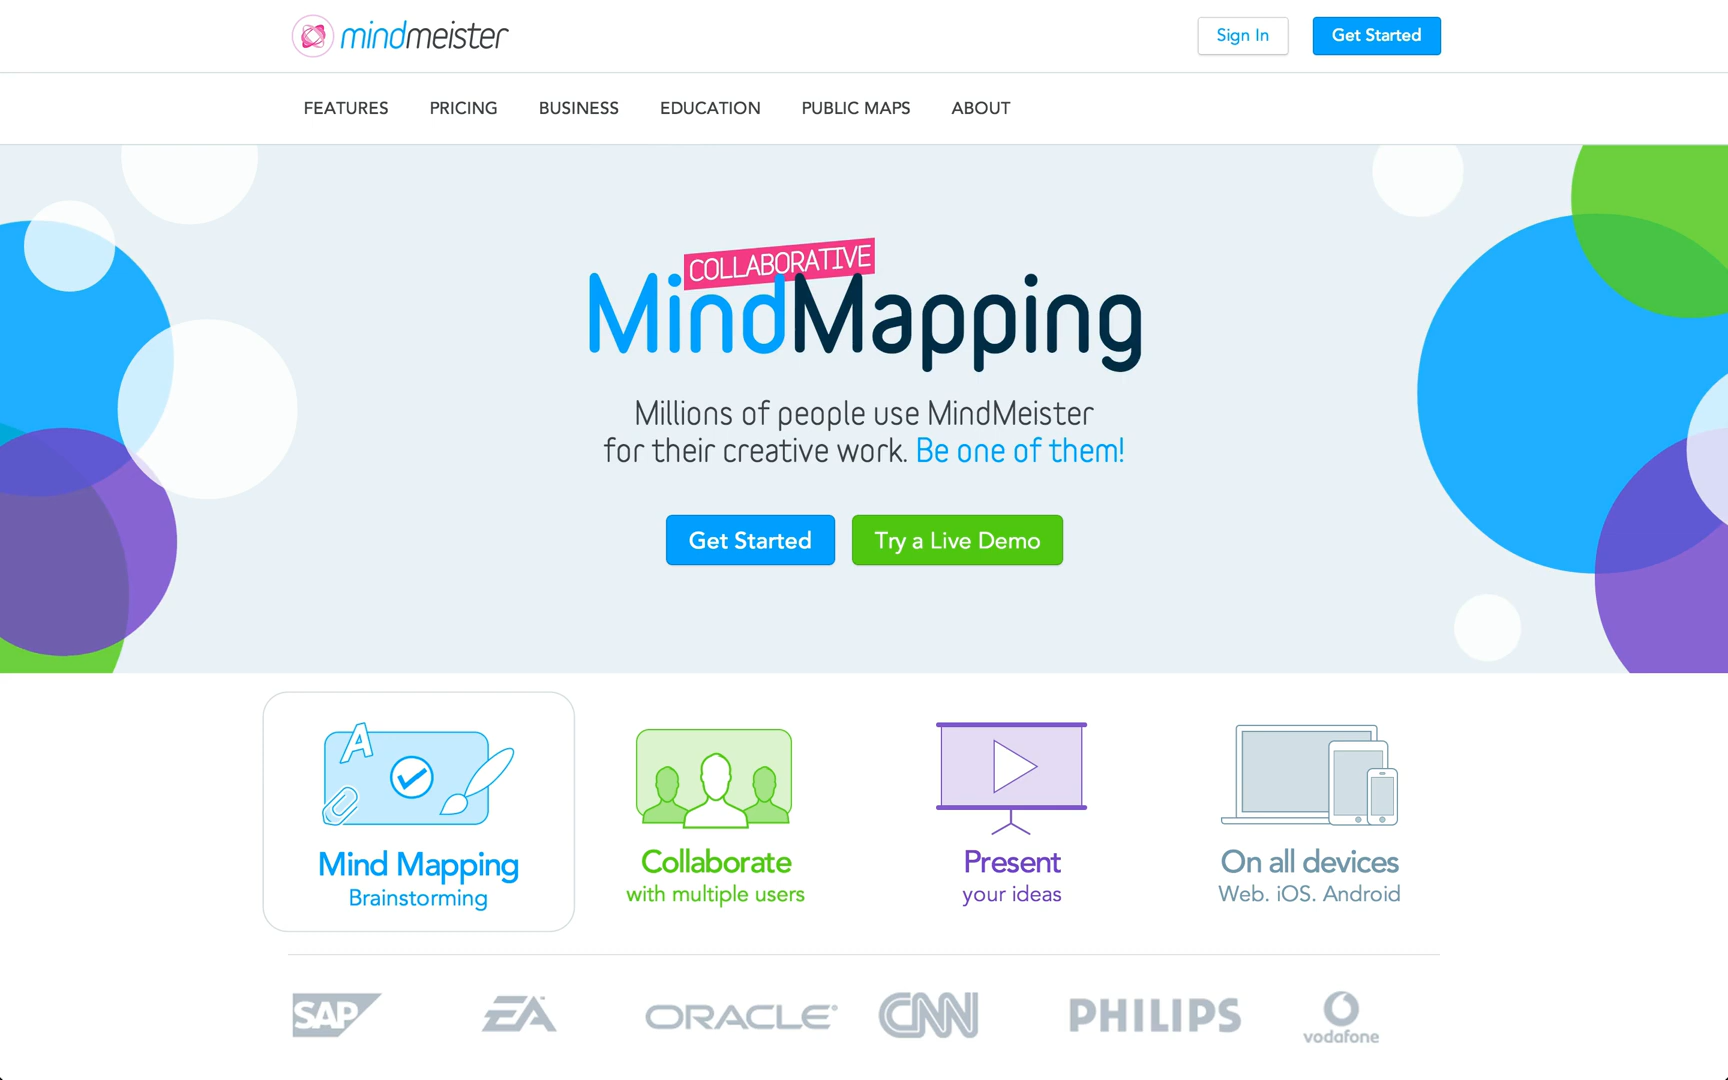 mindmeister
Sign In
Get Started
FEATURES
PRICING
BUSINESS
EDUCATION
PUBLIC MAPS
ABOUT
COLLABORATIVE
MindMapping
Millions of people use MindMeister
for their creative work. Be one of them!
Get Started
Try a Live Demo
A
Mind Mapping
Brainstorming
Collaborate
with multiple users
Present
your ideas
On all devices
Web. iOS. Android
SAP
EA
ORACLE®
CNN
PHILIPS
vodafone